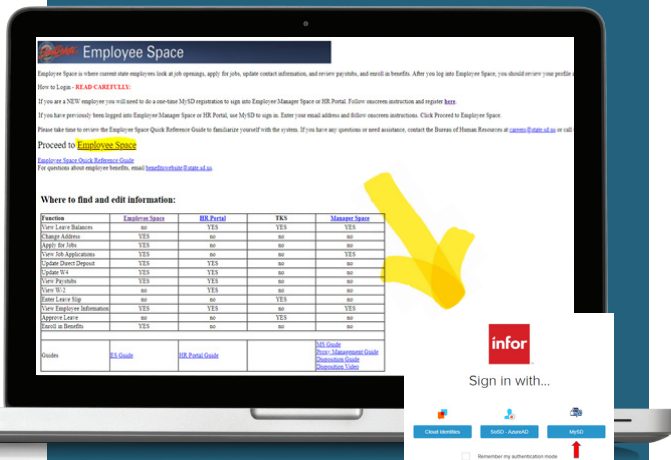 Employee Space
Employee Space is where current state employees look at job openings, apply for jobs, update contact information, and review paystubs, and enroll in benefits. After you log into Employee Space, you should review your profile
How to Login - READ CAREFULLY:
If you are a NEW employee you will need to do a one-time MySD registration to sign into Employee/Manager Space or HR Portal. Follow onscreen instruction and register here.
If you have previously been logged into Employee/Manager Space or HR Portal, use MySD to sign in. Enter your email address and follow onscreen instructions. Click Proceed to Employee Space.
Please take time to review the Employee Space Quick Reference Guide to familiarize yourself with the system. If you have any questions or need assistance, contact the Bureau of Human Resources at careers@state.sd.us or call
Proceed to Employee Space
Employee Space Quick Reference Guide
For questions about employee benefits, email benefitswebsite@state.sd.us
Where to find and edit information:
Function Employee Space HR Portal TKS Manager Space
View Leave Balances no YES YES YES
Change Address YES no no no
Apply for Jobs YES no no no
View Job Applications YES no no YES
Update Direct Deposit YES YES no no
Update W4 YES YES no no
View Paystubs YES YES no no
View W-2 no YES no no
Enter Leave Slip no no YES no
View Employee Information YES YES no YES
Approve Leave no no YES no
Enroll in Benefits YES no no no
Guides ES Guide HR Portal Guide MS Guide
Proxy Management Guide
Disposition Guide
Disposition Video
infor
Sign in with...
Cloud Identities SoSD - AzureAD MySD
Remember my authentication mode